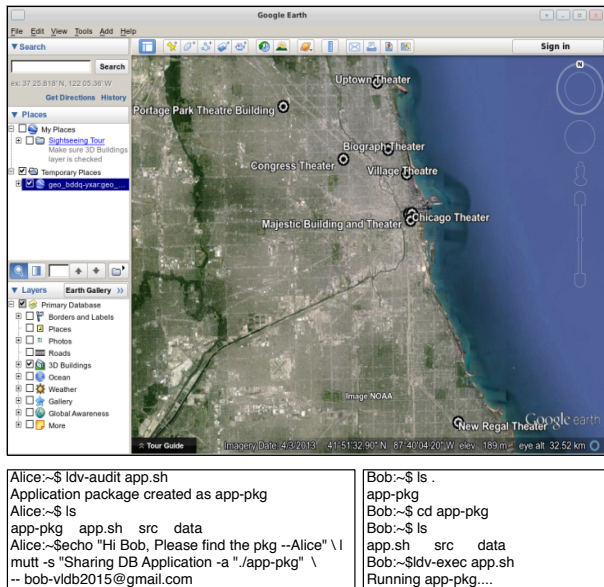 Google Earth
File Edit View Tools Add Help
Sign in
▼ Search
Search
ex: 37 25.818' N, 122 05.36' W
Get Directions History
▼ Places
My Places
Sightseeing Tour
Make sure 3D Buildings
layer is checked
Temporary Places
geo_bddq-yxar:geo_...
▼ Layers Earth Gallery >>
Primary Database
Borders and Labels
Places
Photos
Roads
3D Buildings
Ocean
Weather
Gallery
Global Awareness
More
N
Uptown Theater
Portage Park Theatre Building
Biograph Theater
Congress Theater
Village Theatre
Chicago Theater
Majestic Building and Theater
Image NOAA
New Regal Theater
Google earth
Tour Guide
Imagery Date: 4/3/2013 41°51'32.90" N 87°40'04.20" W elev 189 m eye alt 32.52 km
Alice:~$ ldv-audit app.sh
Application package created as app-pkg
Alice:~$ ls
app-pkg app.sh src data
Alice:~$echo "Hi Bob, Please find the pkg --Alice" \ |
mutt -s "Sharing DB Application -a "./app-pkg" \
-- bob-vldb2015@gmail.com
Bob:~$ ls .
app-pkg
Bob:~$ cd app-pkg
Bob:~$ ls
app.sh src data
Bob:~$ldv-exec app.sh
Running app-pkg....